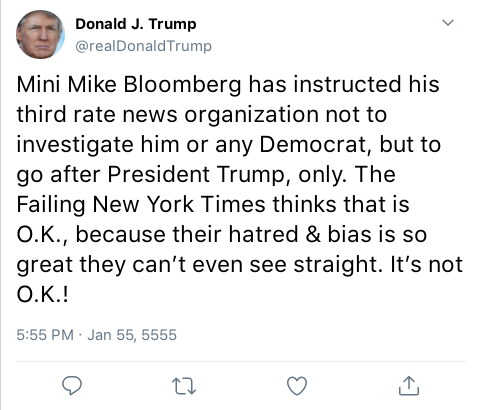 Donald J. Trump
@realDonaldTrump
Mini Mike Bloomberg has instructed his
third rate news organization not to
investigate him or any Democrat, but to
go after President Trump, only. The
Failing New York Times thinks that is
O.K., because their hatred & bias is so
great they can’t even see straight. It’s not
O.K.!
5:55 PM · Jan 55, 5555